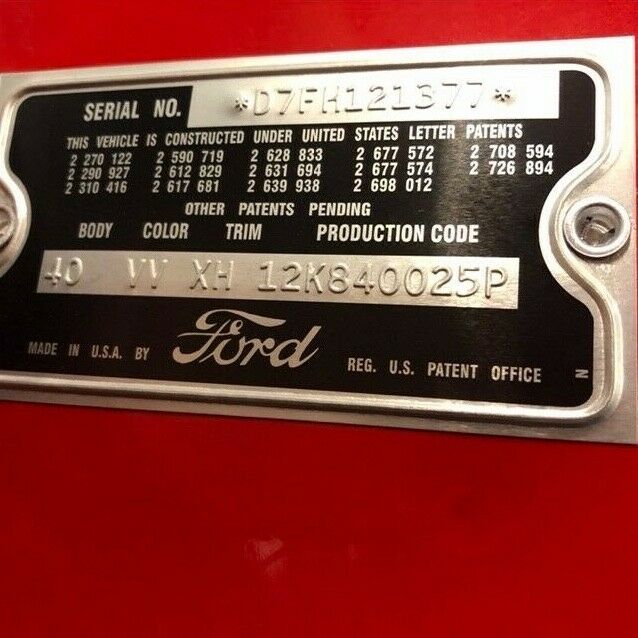 SERIAL NO. *D7FH121377*
THIS VEHICLE IS CONSTRUCTED UNDER UNITED STATES LETTER PATENTS
2 270 122 2 590 719 2 628 833 2 677 572 2 708 594
2 290 927 2 612 829 2 631 694 2 677 574 2 726 894
2 310 416 2 617 681 2 639 938 2 698 012
OTHER PATENTS PENDING
BODY COLOR TRIM PRODUCTION CODE
40 VV XH 12K840025P
MADE IN U.S.A. BY Ford REG. U.S. PATENT OFFICE N